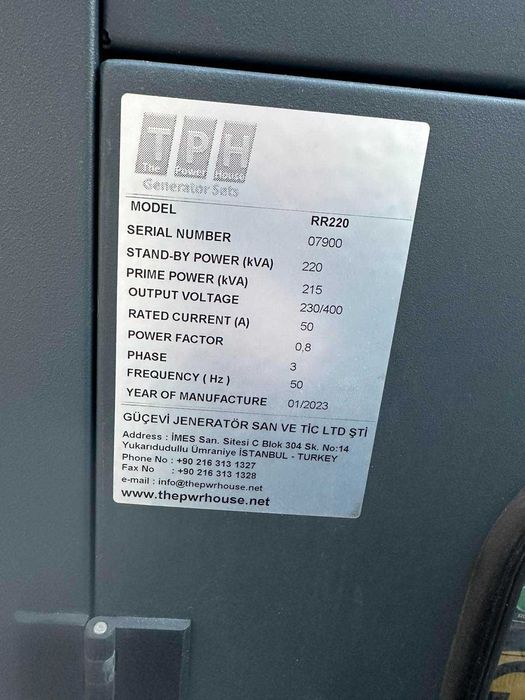 TPH
The Power House
Generator Sets
MODEL RR220
SERIAL NUMBER 07900
STAND-BY POWER (kVA) 220
PRIME POWER (kVA) 215
OUTPUT VOLTAGE 230/400
RATED CURRENT (A) 50
POWER FACTOR 0,8
PHASE 3
FREQUENCY ( Hz ) 50
YEAR OF MANUFACTURE 01/2023
GÜÇEVİ JENERATÖR SAN VE TİC LTD ŞTİ
Address : İMES San. Sitesi C Blok 304 Sk. No:14
Yukarıdudullu Ümraniye İSTANBUL - TURKEY
Phone No : +90 216 313 1327
Fax No : +90 216 313 1328
e-mail : info@thepwrhouse.net
www.thepwrhouse.net